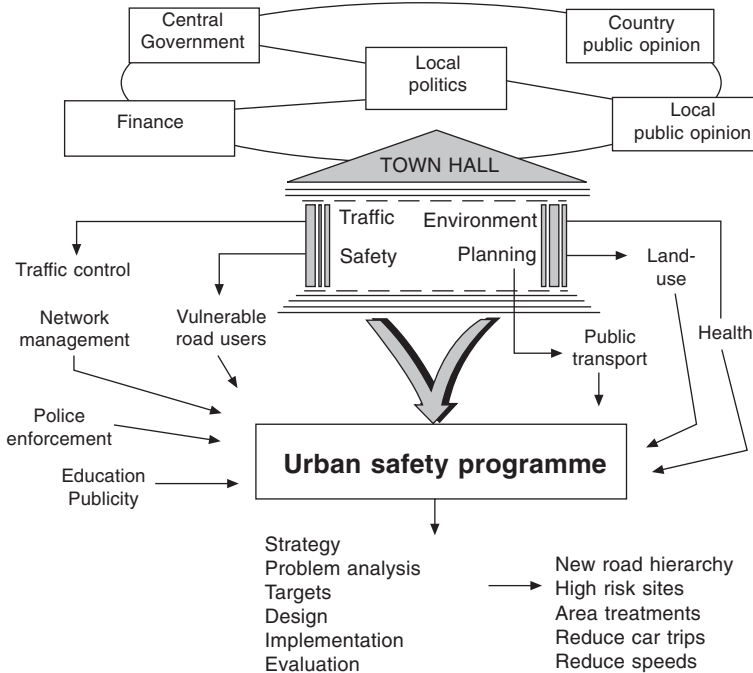 Central
Government
Country
public opinion
Local
politics
Finance
Local
public opinion
TOWN HALL
Traffic
Environment
Safety
Planning
Traffic control
Land-
use
Network
management
Vulnerable
road users
Public
transport
Health
Police
enforcement
Urban safety programme
Education
Publicity
Strategy
Problem analysis
Targets
Design
Implementation
Evaluation
New road hierarchy
High risk sites
Area treatments
Reduce car trips
Reduce speeds